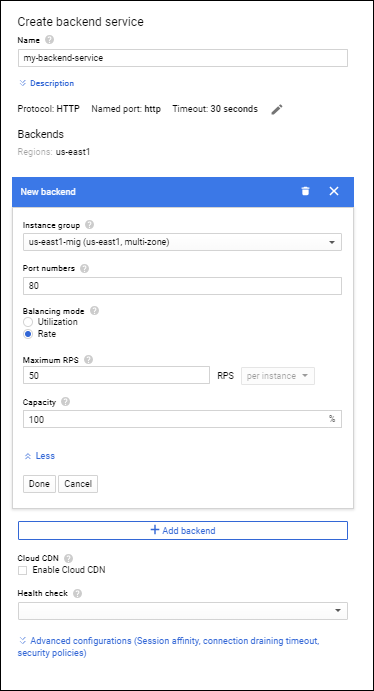 Create backend service
Name
my-backend-service
Description
Protocol: HTTP Named port: http Timeout: 30 seconds
Backends
Regions: us-east1
New backend
Instance group
us-east1-mig (us-east1, multi-zone)
Port numbers
80
Balancing mode
Utilization
Rate
Maximum RPS
50 RPS per instance
Capacity
100 %
Less
Done Cancel
Add backend
Cloud CDN
Enable Cloud CDN
Health check
Advanced configurations (Session affinity, connection draining timeout,
security policies)